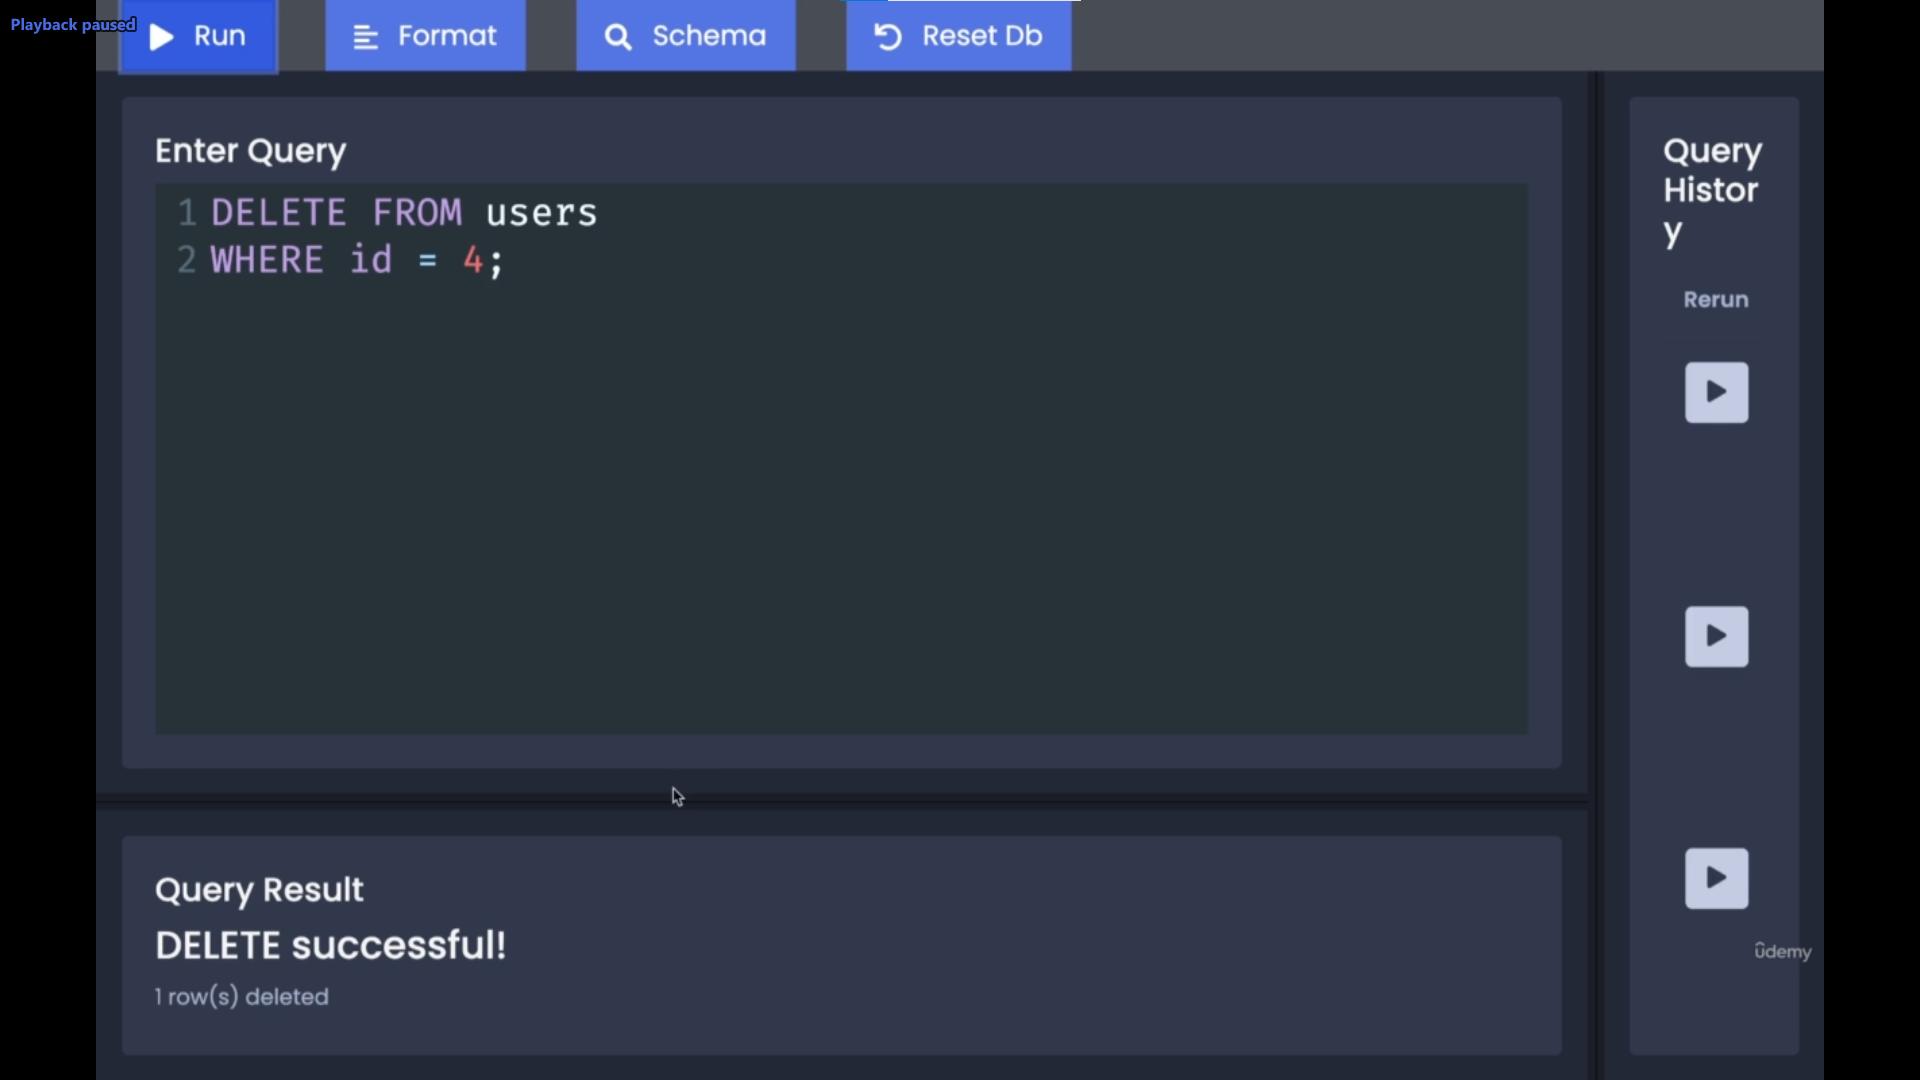 Playback paused
Run
Format
Schema
Reset Db
Enter Query
1 DELETE FROM users
2 WHERE id = 4;
Query Result
DELETE successful!
1 row(s) deleted
Query
Histor
y
Rerun
ûdemy